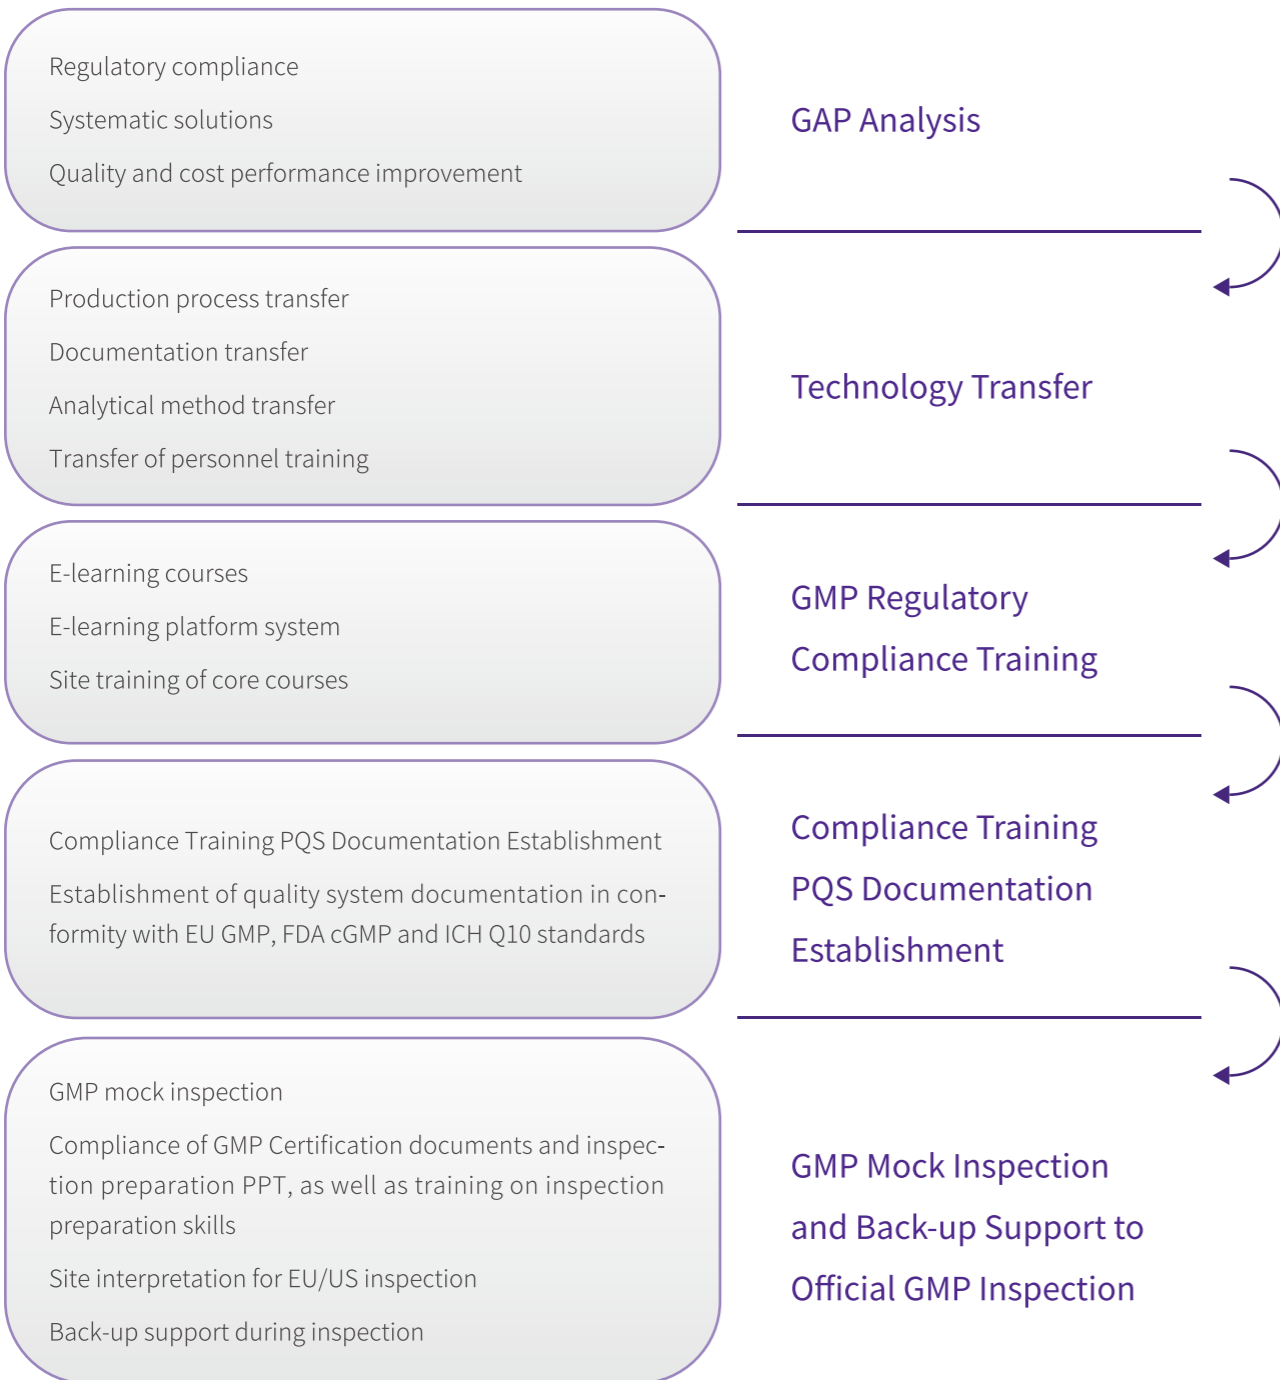 Regulatory compliance
Systematic solutions
Quality and cost performance improvement
GAP Analysis
Production process transfer
Documentation transfer
Analytical method transfer
Transfer of personnel training
Technology Transfer
E-learning courses
E-learning platform system
Site training of core courses
GMP Regulatory
Compliance Training
Compliance Training PQS Documentation Establishment
Establishment of quality system documentation in con-
formity with EU GMP, FDA cGMP and ICH Q10 standards
Compliance Training
PQS Documentation
Establishment
GMP mock inspection
Compliance of GMP Certification documents and inspec-
tion preparation PPT, as well as training on inspection
preparation skills
Site interpretation for EU/US inspection
Back-up support during inspection
GMP Mock Inspection
and Back-up Support to
Official GMP Inspection